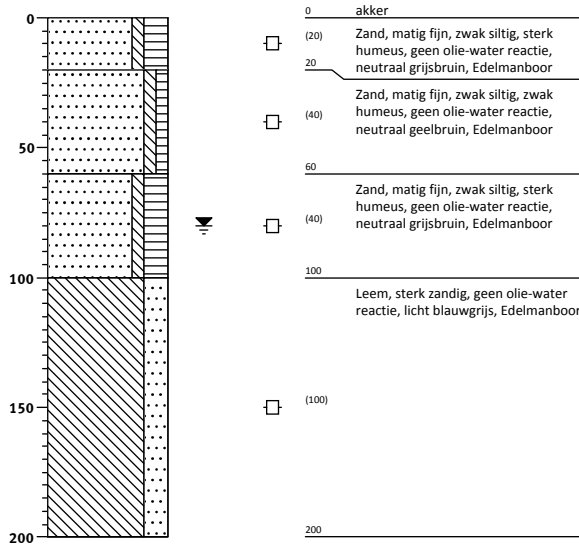 0
50
100
150
200
0 akker
(20) Zand, matig fijn, zwak siltig, sterk
humeus, geen olie-water reactie,
neutraal grijsbruin, Edelmanboor
20
Zand, matig fijn, zwak siltig, zwak
(40) humeus, geen olie-water reactie,
neutraal geelbruin, Edelmanboor
60
Zand, matig fijn, zwak siltig, sterk
humeus, geen olie-water reactie,
(40) neutraal grijsbruin, Edelmanboor
100
Leem, sterk zandig, geen olie-water
reactie, licht blauwgrijs, Edelmanboor
(100)
200